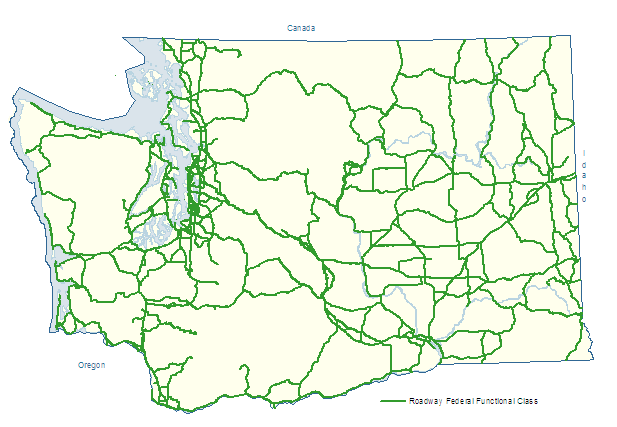 Canada
Idaho
Oregon
Roadway Federal Functional Class